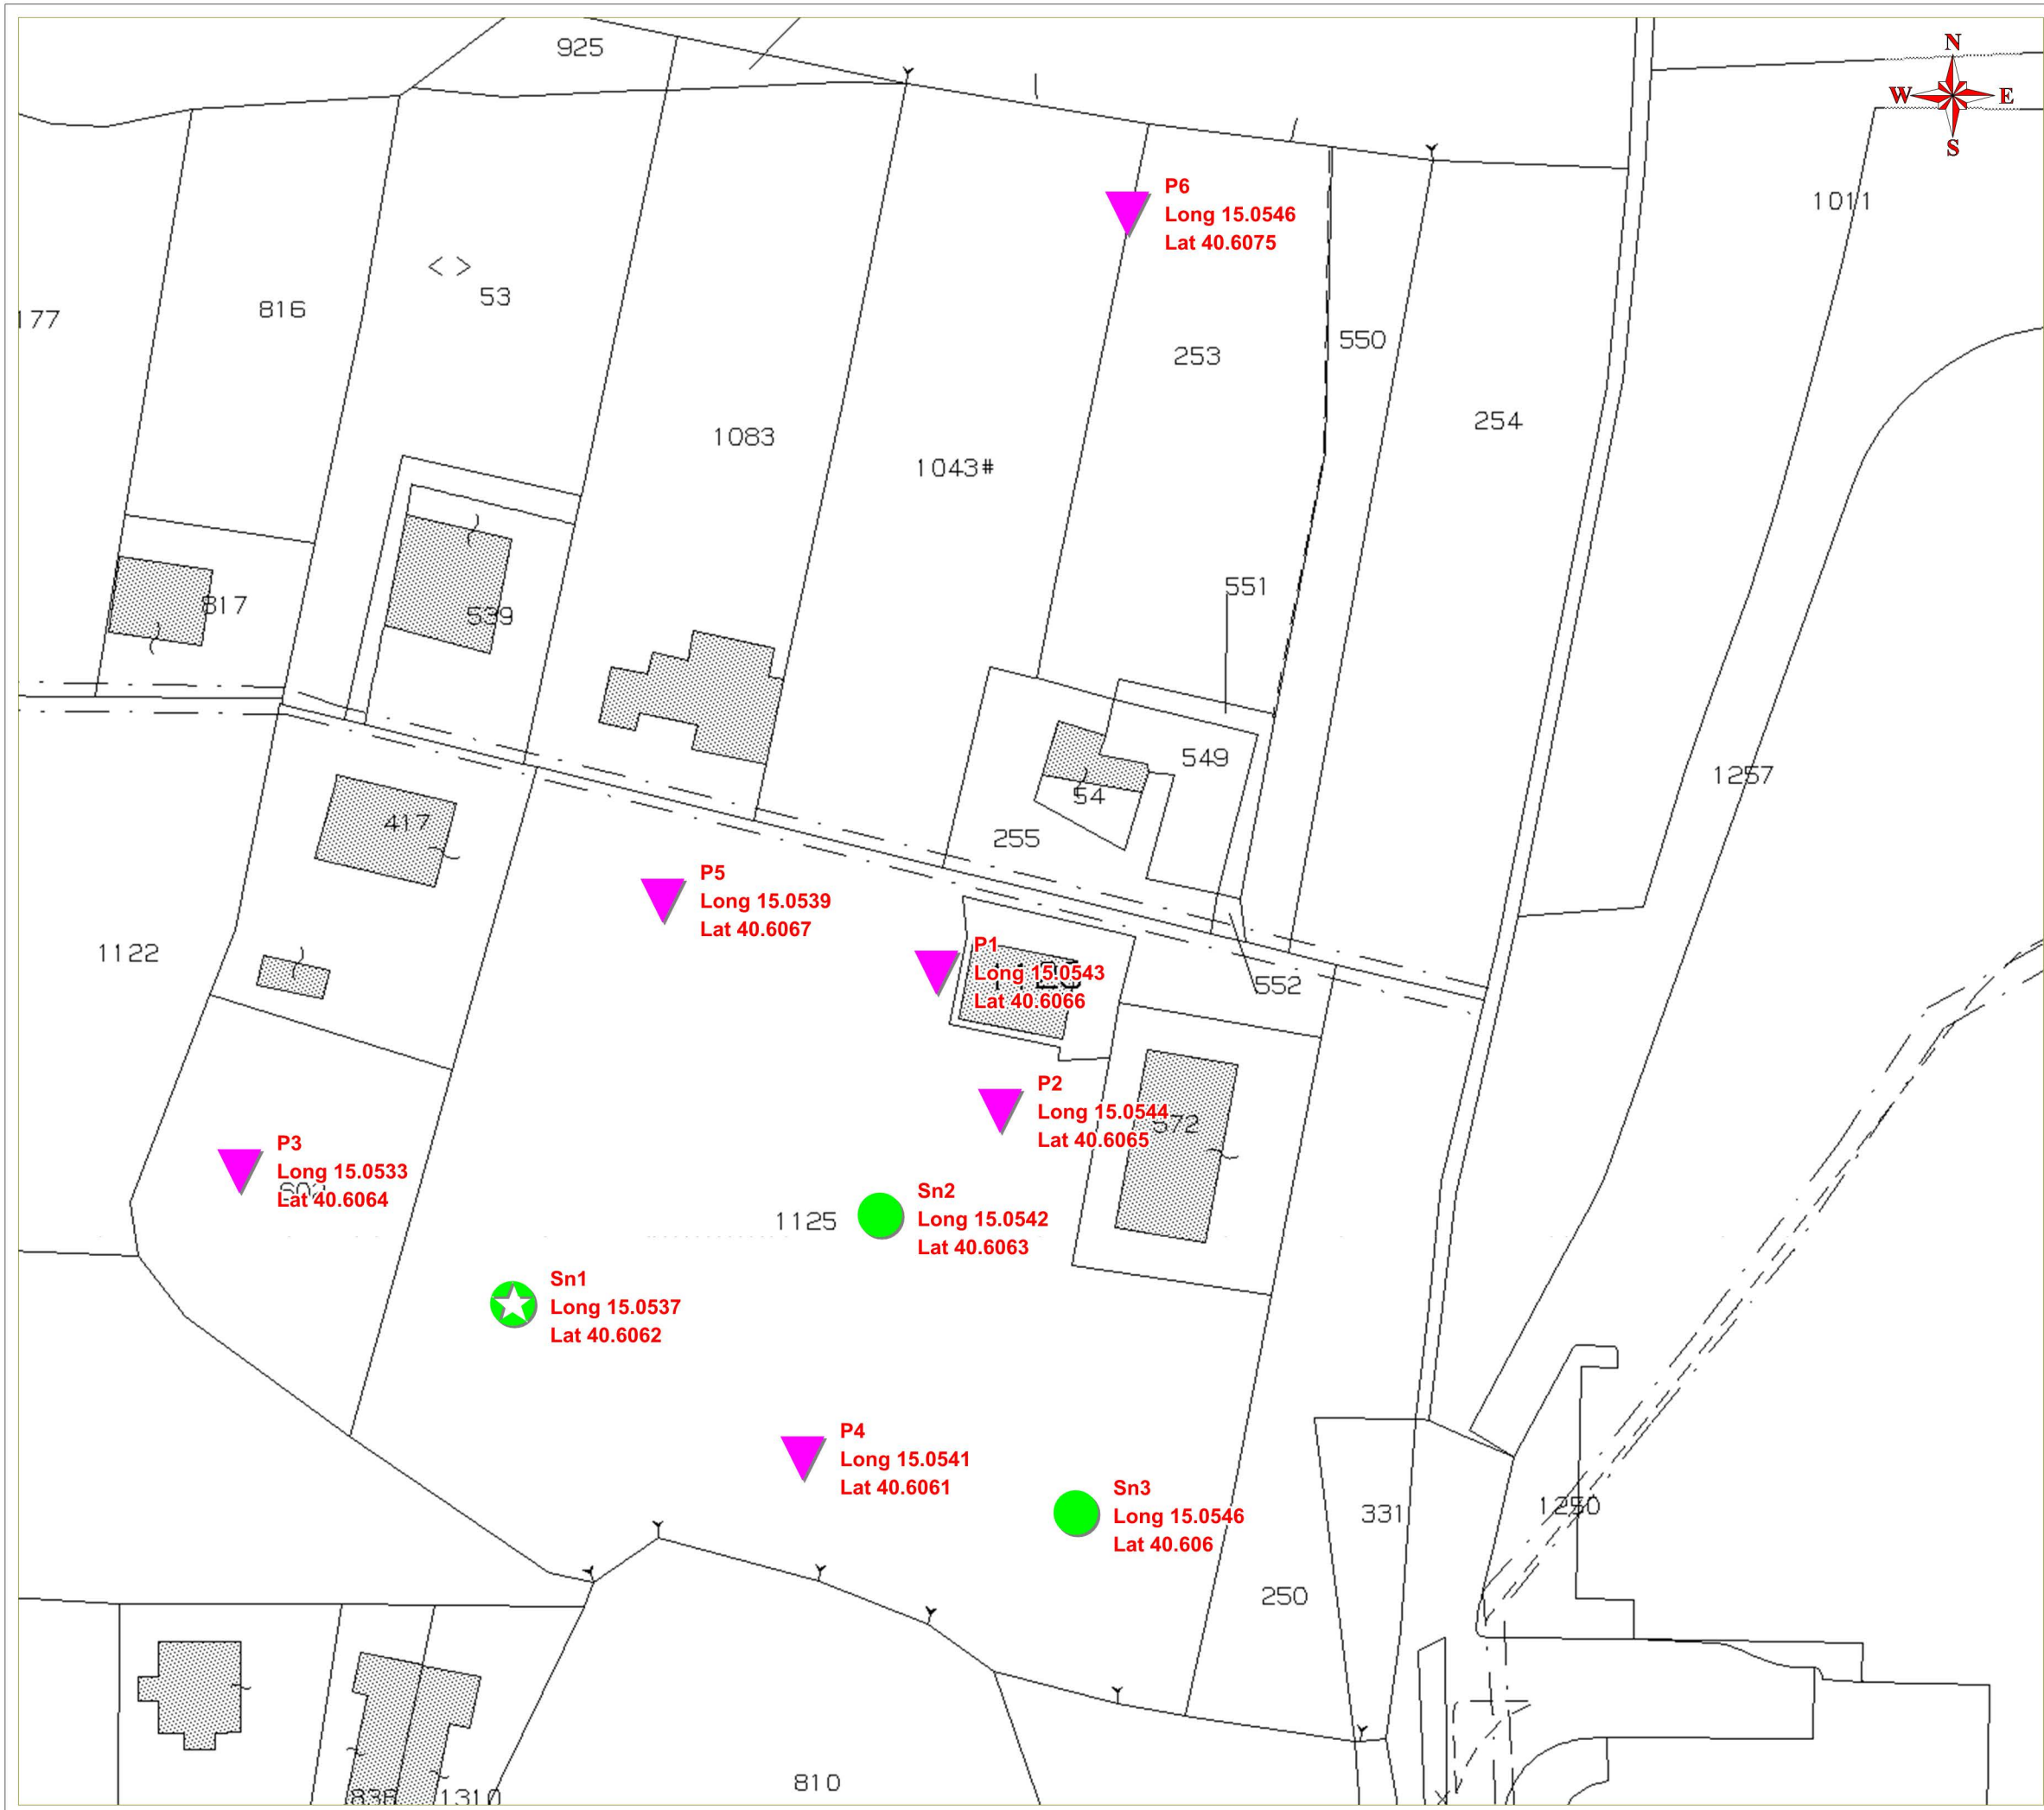 925
N
W E
S
1011
P6
Long 15.0546
Lat 40.6075
53
816
177
550
253
254
1083
1043#
551
817
539
549
1257
54
417
255
P5
Long 15.0539
Lat 40.6067
1122
P1
Long 15.0543
Lat 40.6066
552
P2
Long 15.0544
Lat 40.6065
572
P3
Long 15.0533
Lat 40.6064
Sn2
Long 15.0542
Lat 40.6063
1125
Sn1
Long 15.0537
Lat 40.6062
P4
Long 15.0541
Lat 40.6061
Sn3
Long 15.0546
Lat 40.606
331
1250
250
810
838
1310